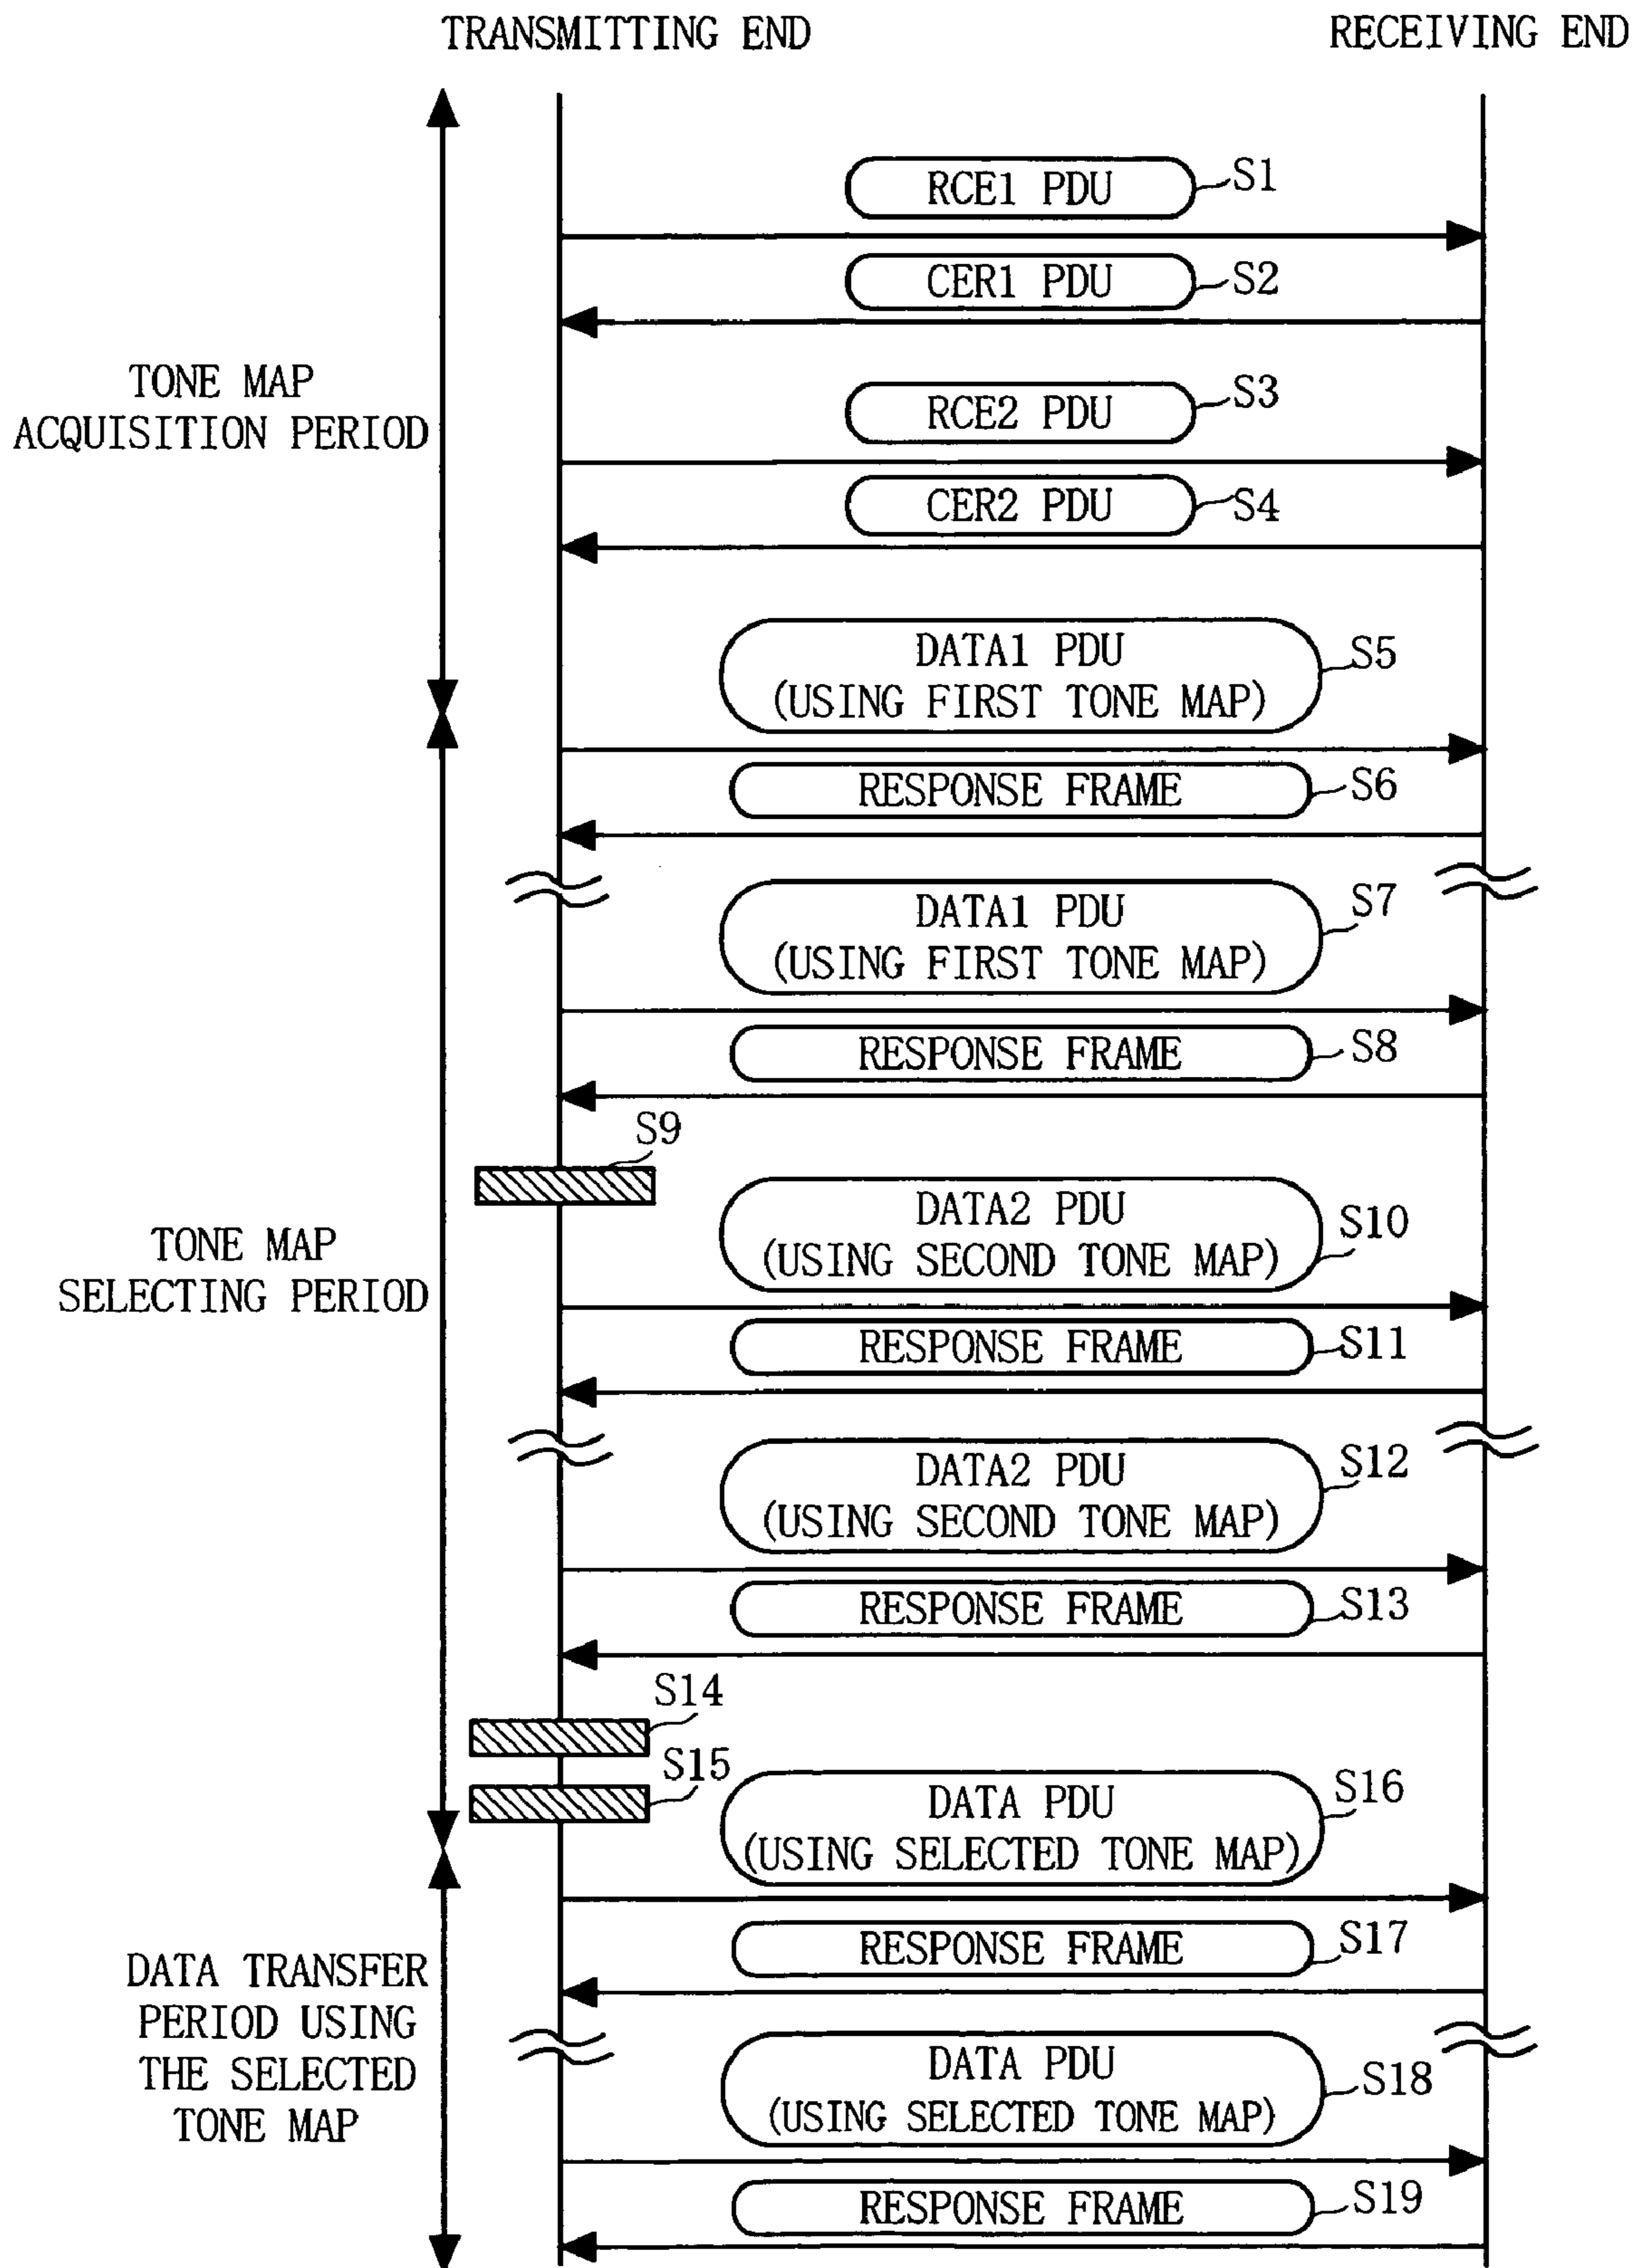 TRANSMITTING END
RECEIVING END
RCE1 PDU
S1
CER1 PDU
S2
TONE MAP
ACQUISITION PERIOD
RCE2 PDU
S3
CER2 PDU
S4
DATA1 PDU
(USING FIRST TONE MAP)
S5
RESPONSE FRAME
S6
DATA1 PDU
(USING FIRST TONE MAP)
S7
RESPONSE FRAME
S8
S9
TONE MAP
SELECTING PERIOD
DATA2 PDU
(USING SECOND TONE MAP)
S10
RESPONSE FRAME
S11
DATA2 PDU
(USING SECOND TONE MAP)
S12
RESPONSE FRAME
S13
S14
S15
DATA PDU
(USING SELECTED TONE MAP)
S16
RESPONSE FRAME
S17
DATA TRANSFER
PERIOD USING
THE SELECTED
TONE MAP
DATA PDU
(USING SELECTED TONE MAP)
S18
RESPONSE FRAME
S19